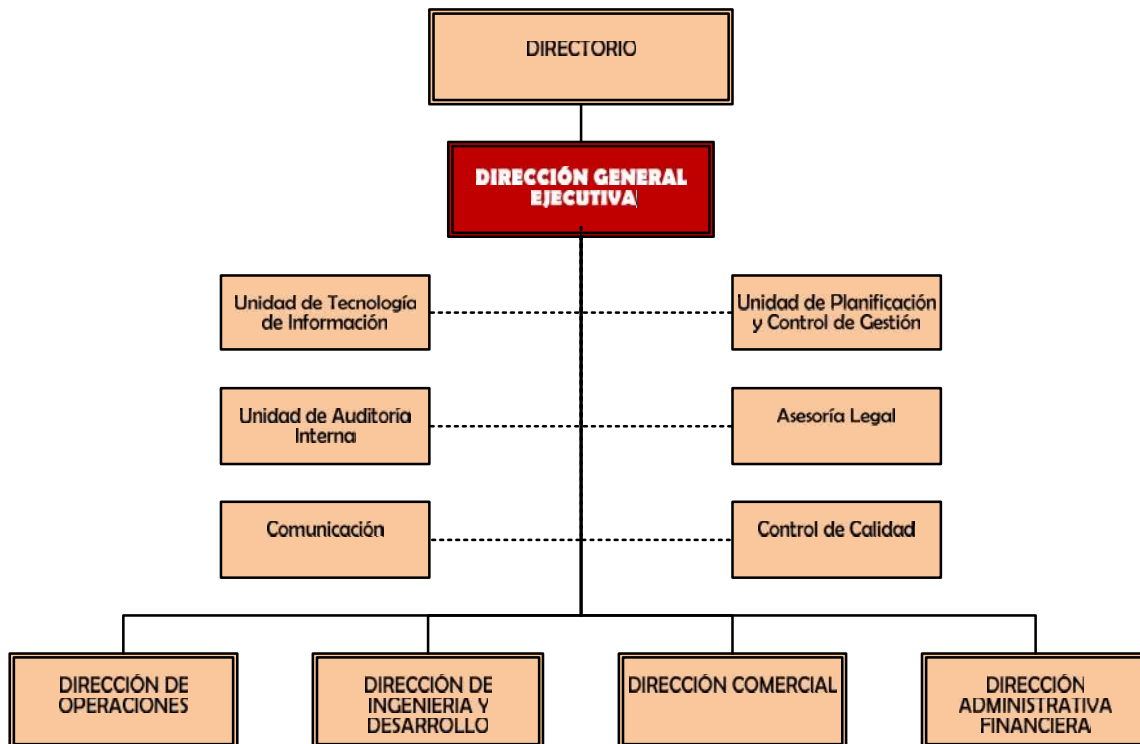 DIRECTORIO
DIRECCIÓN GENERAL
EJECUTIVA
Unidad de Tecnología
de Información
Unidad de Planificación
y Control de Gestión
Unidad de Auditoría
Interna
Asesoría Legal
Comunicación
Control de Calidad
DIRECCIÓN DE
OPERACIONES
DIRECCIÓN DE
INGENIERIA Y
DESARROLLO
DIRECCIÓN COMERCIAL
DIRECCIÓN
ADMINISTRATIVA
FINANCIERA